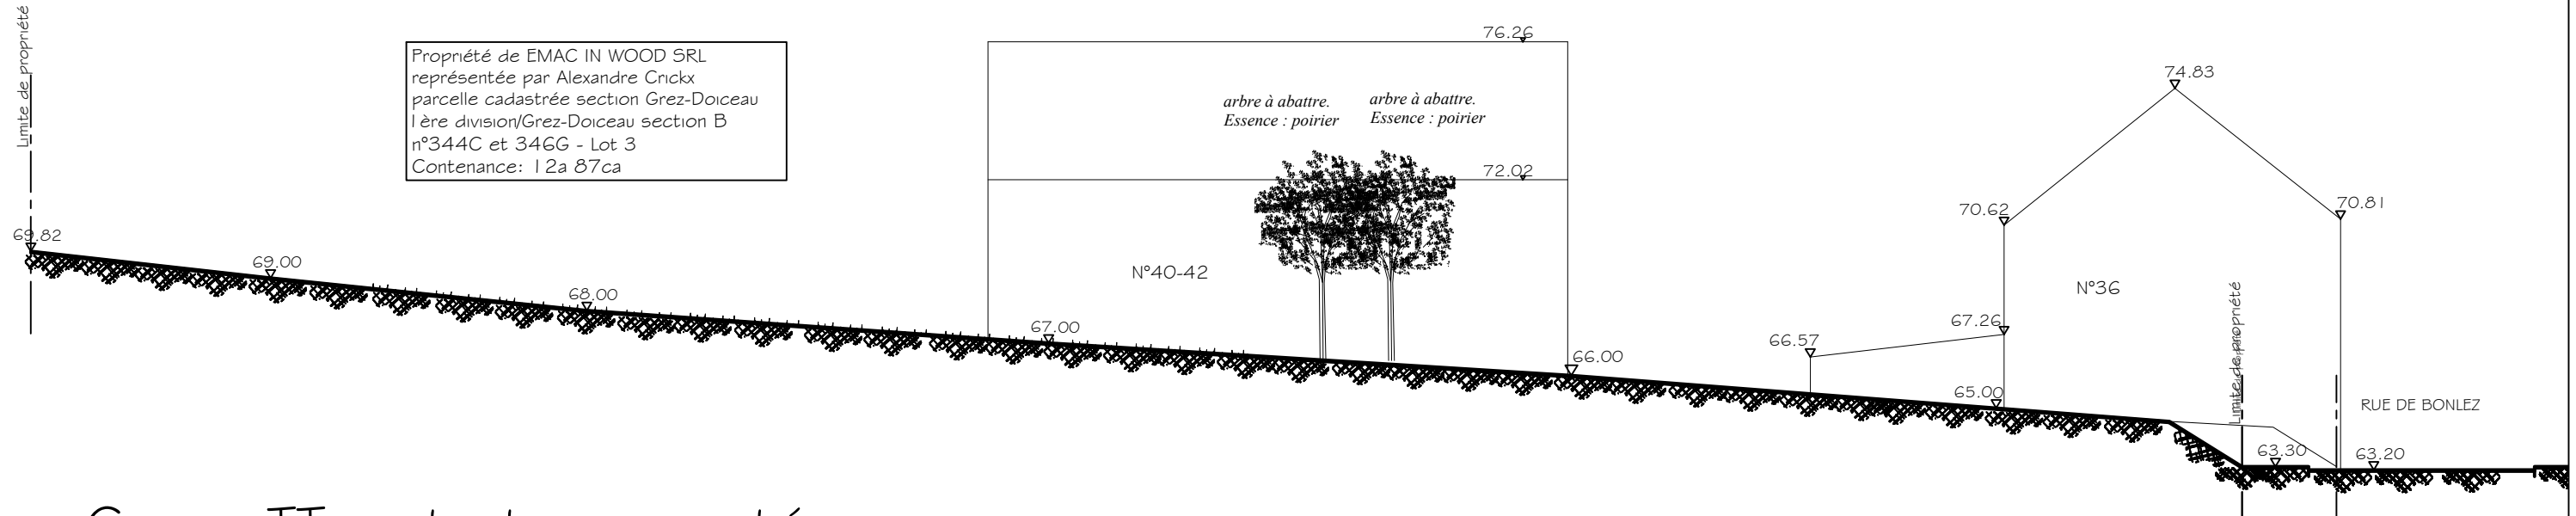 Limite de propriété
Propriété de EMAC IN WOOD SRL
représentée par Alexandre Crickx
parcelle cadastrée section Grez-Doiceau
1ère division/Grez-Doiceau section B
n°344C et 346G - Lot 3
Contenance: 12a 87ca
76.26
74.83
arbre à abattre.
Essence : poirier
arbre à abattre.
Essence : poirier
72.02
70.62
70.81
69.82
69.00
68.00
67.00
N°40-42
N°36
66.00
66.57
67.26
65.00
Limite de propriété
RUE DE BONLEZ
63.30
63.20